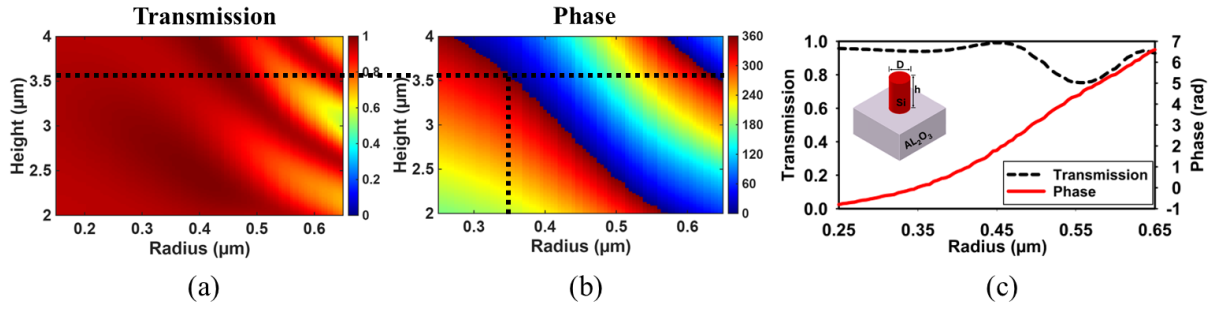 Transmission
Phase
4
3.5
3
2.5
2
Height (µm)
0.2 0.3 0.4 0.5 0.6
Radius (µm)
1
0.8
0.6
0.4
0.2
0
(a)
4
3.5
3
2.5
2
Height (µm)
0.3 0.4 0.5 0.6
Radius (µm)
360
300
240
180
120
60
0
(b)
1.0
0.8
0.6
0.4
0.2
0.0
Transmission
D
h
Si
AL2O3
Transmission
Phase
0.25 0.35 0.45 0.55 0.65
Radius (µm)
7
6
5
4
3
2
1
0
-1
Phase (rad)
(c)